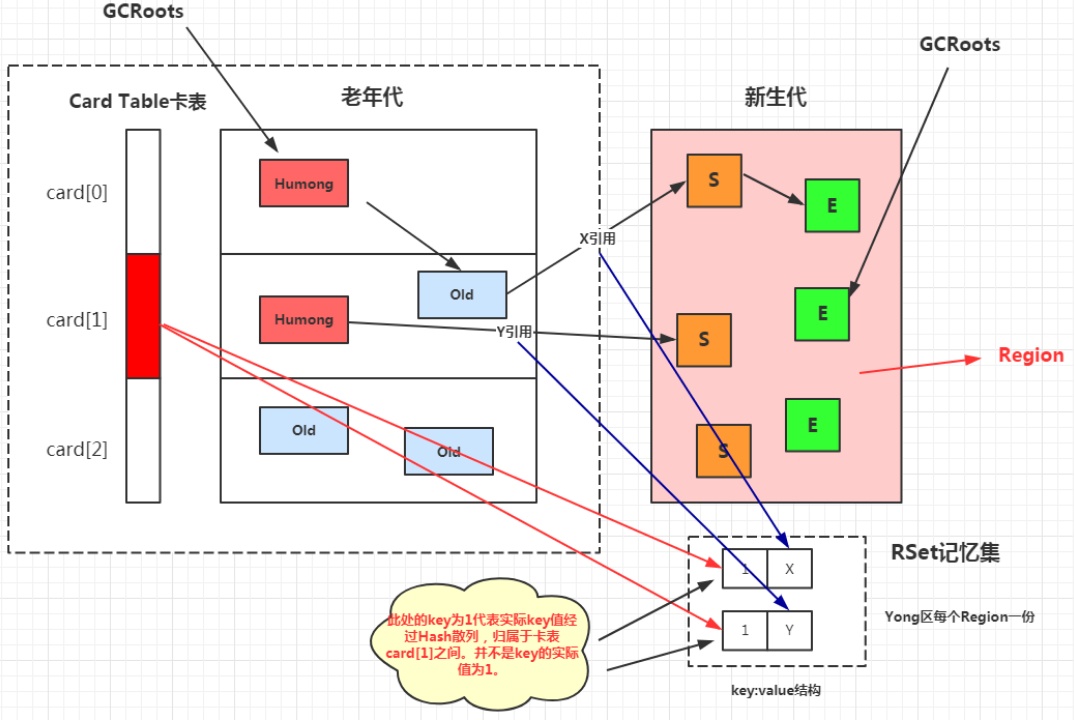 GCRoots
GCRoots
Card Table卡表
老年代
新生代
card[0]
Humong
S
E
X引用
card[1]
Old
Humong
Y引用
S
E
Region
card[2]
Old
Old
S
E
1
X
RSet记忆集
1
Y
Yong区每个Region一份
key:value结构
此处的key为1代表实际key值经
过Hash散列，归属于卡表
card[1]之间。并不是key的实际
值为1。